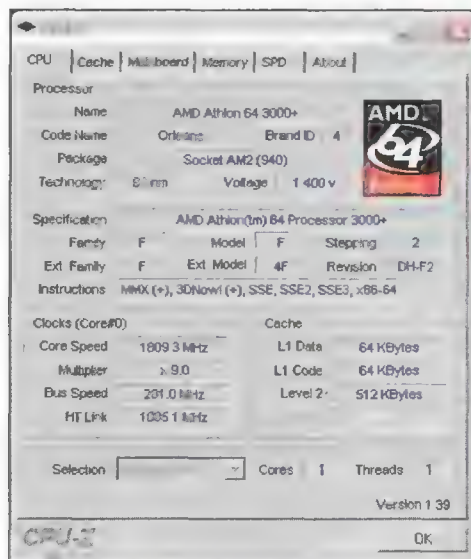 CPU Cache Mainboard Memory SPD About
Processor
Name AMD Athlon 64 3000+
Code Name Orleans Brand ID 4
Package Socket AM2 (940)
Technology nm Voltage 1.400 v
AMD
64
Specification AMD Athlon(tm) 64 Processor 3000+
Family F Model F Stepping 2
Ext. Family F Ext. Model 4F Revision DH-F2
Instructions MMX (+), 3DNow! (+), SSE, SSE2, SSE3, x86-64
Clocks (Core#0) Cache
Core Speed 1809.3 MHz L1 Data 64 KBytes
Multiplier x 9.0 L1 Code 64 KBytes
Bus Speed 201.0 MHz Level 2 512 KBytes
HT Link 1005.1 MHz
Selection Cores 1 Threads 1
Version 1.39
CPU-Z OK